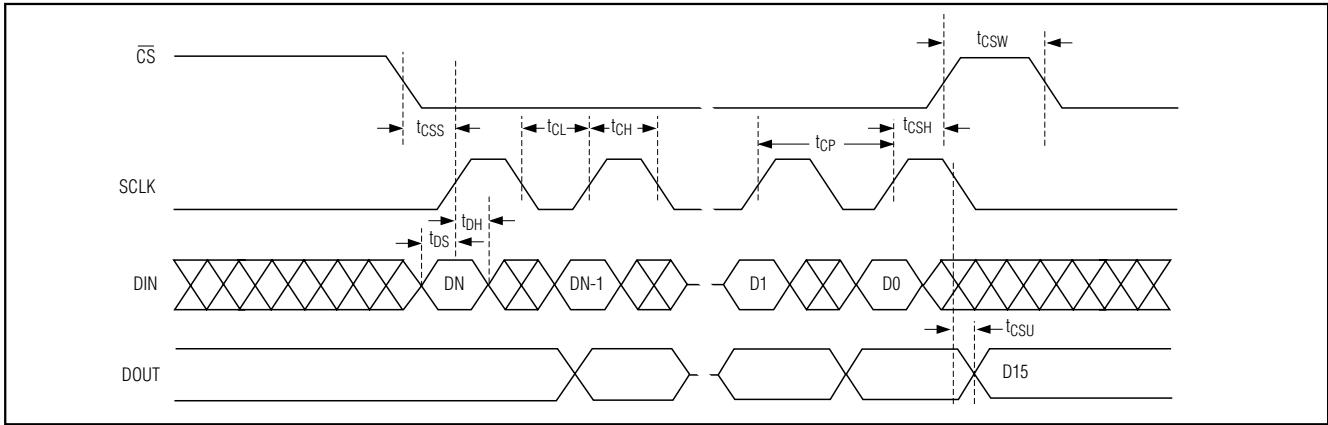 CS
tCSW
tCSS
tCL
tCH
tCP
tCSH
SCLK
tDH
tDS
DIN
DN
DN-1
D1
D0
tCSU
DOUT
D15